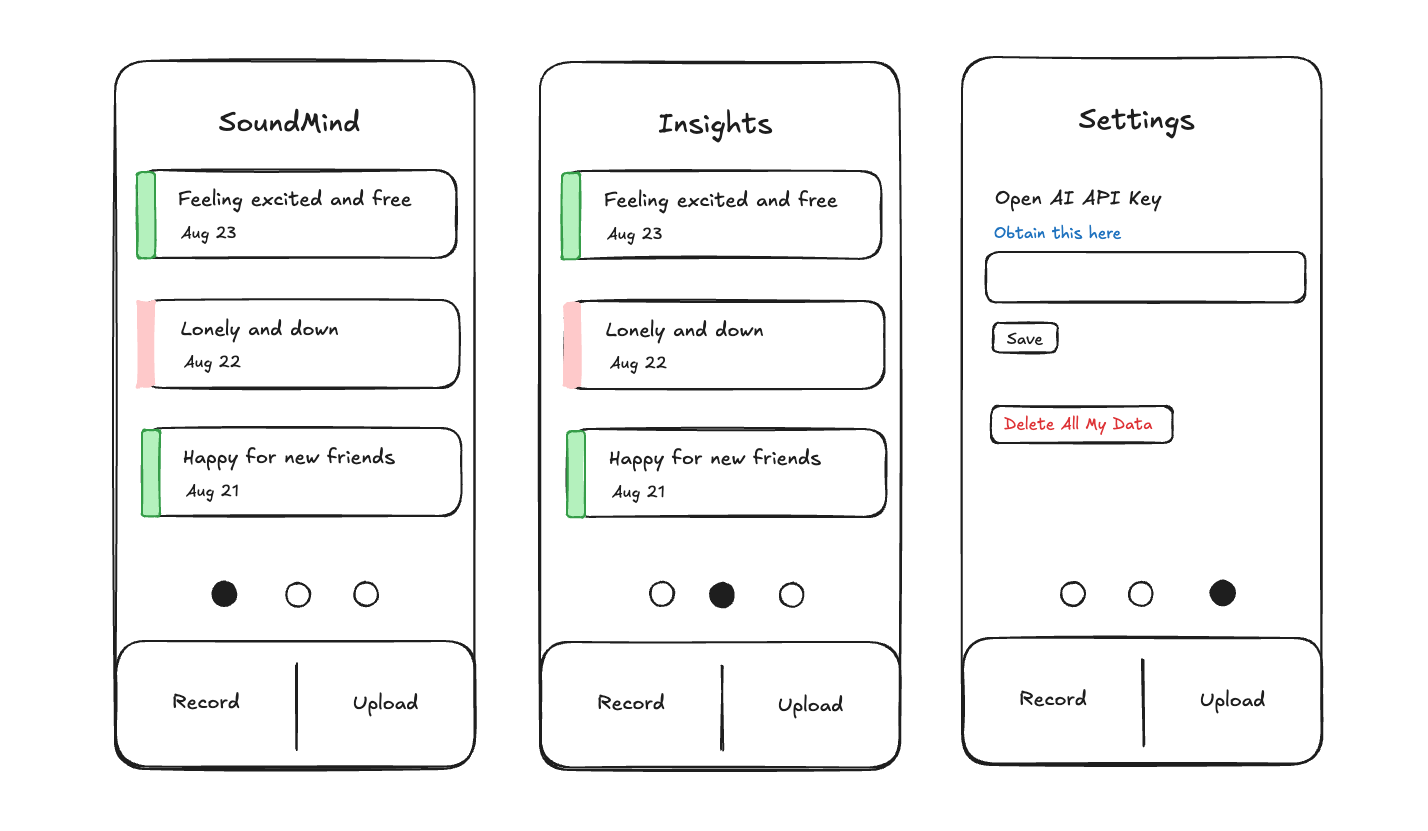 SoundMind
Feeling excited and free
Aug 23
Lonely and down
Aug 22
Happy for new friends
Aug 21
Record
Upload
Insights
Feeling excited and free
Aug 23
Lonely and down
Aug 22
Happy for new friends
Aug 21
Record
Upload
Settings
Open AI API Key
Obtain this here
Save
Delete All My Data
Record
Upload